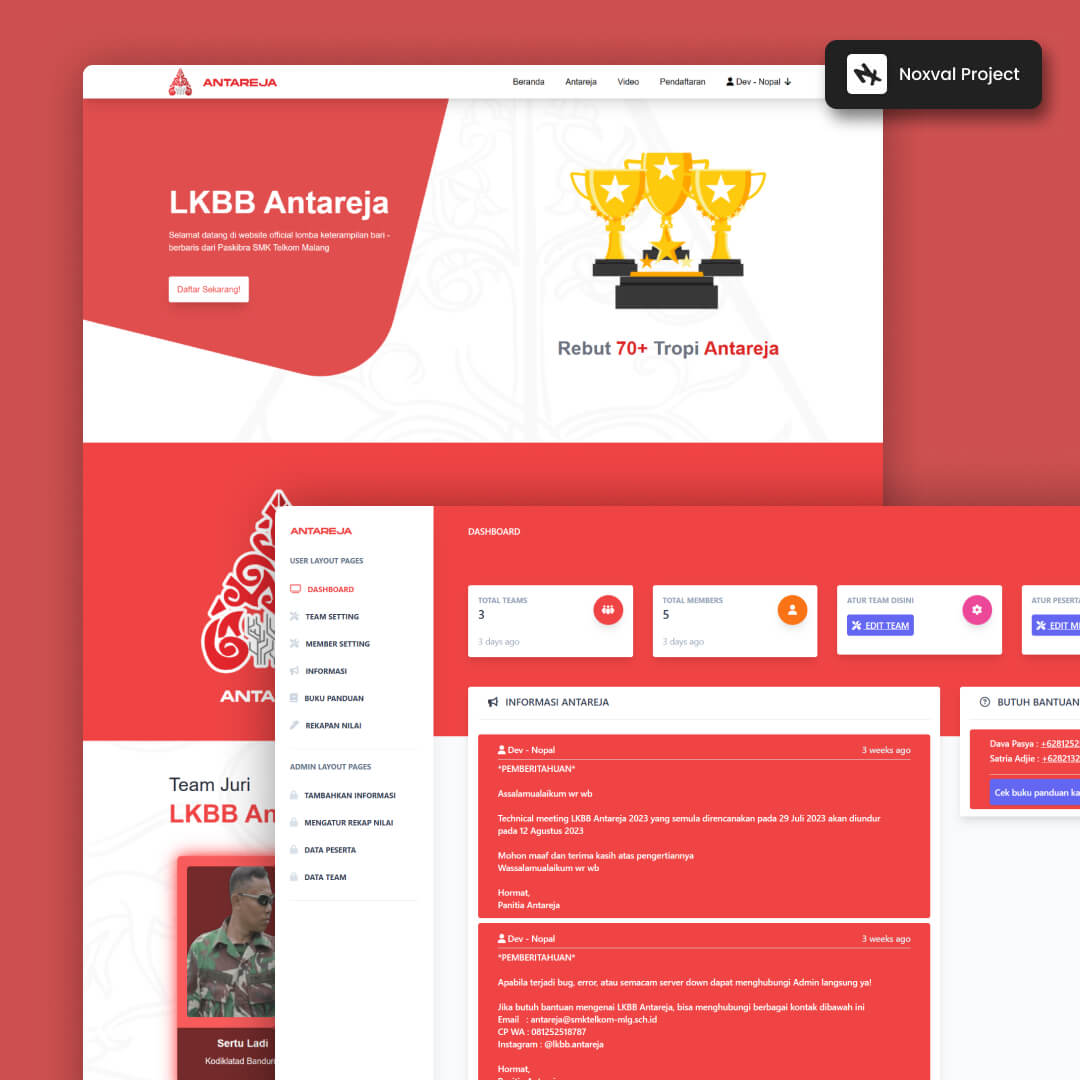 Noxval Project
ANTAREJA
Beranda
Antareja
Video
Pendaftaran
Dev - Nopal
LKBB Antareja
Selamat datang di website official lomba keterampilan bari -
berbaris dari Paskibra SMK Telkom Malang
Daftar Sekarang!
Rebut 70+ Tropi Antareja
ANTA
Team Juri
LKBB An
Sertu Ladi
Kodiklatad Bandun
ANTAREJA
USER LAYOUT PAGES
DASHBOARD
TEAM SETTING
MEMBER SETTING
INFORMASI
BUKU PANDUAN
REKAPAN NILAI
ADMIN LAYOUT PAGES
TAMBAHKAN INFORMASI
MENGATUR REKAP NILAI
DATA PESERTA
DATA TEAM
DASHBOARD
TOTAL TEAMS
3
3 days ago
TOTAL MEMBERS
5
3 days ago
ATUR TEAM DISINI
EDIT TEAM
ATUR PESERTA
EDIT M
INFORMASI ANTAREJA
Dev - Nopal 3 weeks ago
*PEMBERITAHUAN*
Assalamualaikum wr wb
Technical meeting LKBB Antareja 2023 yang semula direncanakan pada 29 Juli 2023 akan diundur
pada 12 Agustus 2023
Mohon maaf dan terima kasih atas pengertiannya
Wassalamualaikum wr wb
Hormat,
Panitia Antareja
Dev - Nopal 3 weeks ago
*PEMBERITAHUAN*
Apabila terjadi bug, error, atau semacam server down dapat menghubungi Admin langsung ya!
Jika butuh bantuan mengenai LKBB Antareja, bisa menghubungi berbagai kontak dibawah ini
Email : antareja@smktelkom-mlg.sch.id
CP WA : 081252518787
Instagram : @lkbb.antareja
Hormat,
BUTUH BANTUAN
Dava Pasya : +6281252
Satria Adjie : +6282132
Cek buku panduan ka